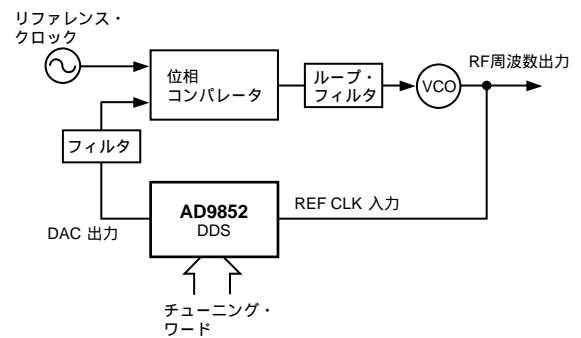 リファレンス・
クロック
位相
コンパレータ
ループ・
フィルタ
VCO
RF周波数出力
フィルタ
AD9852
DDS
REF CLK 入力
DAC 出力
チューニング・
ワード